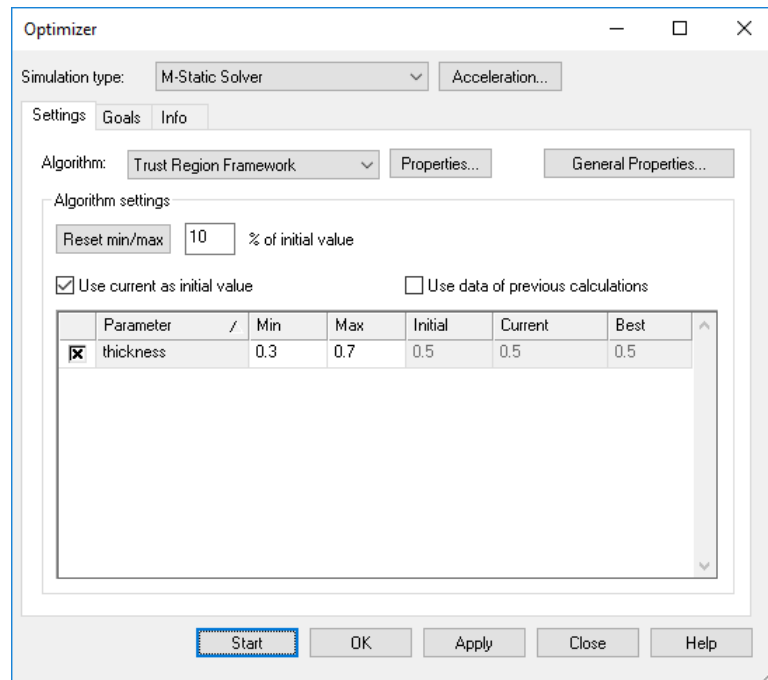 Optimizer
Simulation type: M-Static Solver Acceleration...
Settings Goals Info
Algorithm: Trust Region Framework Properties... General Properties...
Algorithm settings
Reset min/max 10 % of initial value
Use current as initial value Use data of previous calculations
Parameter / Min Max Initial Current Best
thickness 0.3 0.7 0.5 0.5 0.5
Start OK Apply Close Help